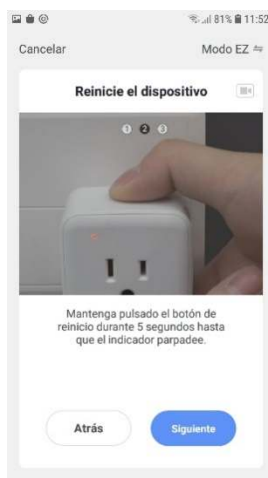 81% 11:52
Cancelar
Modo EZ
Reinicie el dispositivo
1 2 3
Mantenga pulsado el botón de
reinicio durante 5 segundos hasta
que el indicador parpadee.
Atrás
Siguiente